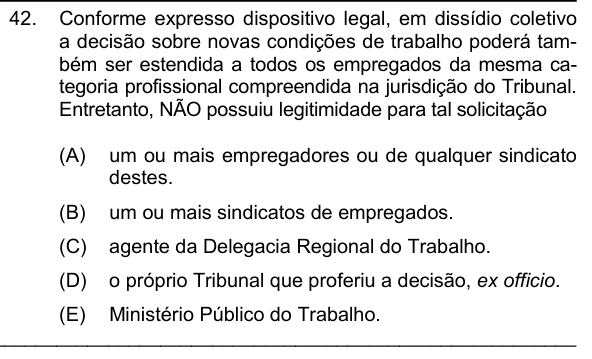 42. Conforme expresso dispositivo legal, em dissídio coletivo
a decisão sobre novas condições de trabalho poderá tam-
bém ser estendida a todos os empregados da mesma ca-
tegoria profissional compreendida na jurisdição do Tribunal.
Entretanto, NÃO possuiu legitimidade para tal solicitação
(A) um ou mais empregadores ou de qualquer sindicato
destes.
(B) um ou mais sindicatos de empregados.
(C) agente da Delegacia Regional do Trabalho.
(D) o próprio Tribunal que proferiu a decisão, ex officio.
(E) Ministério Público do Trabalho.